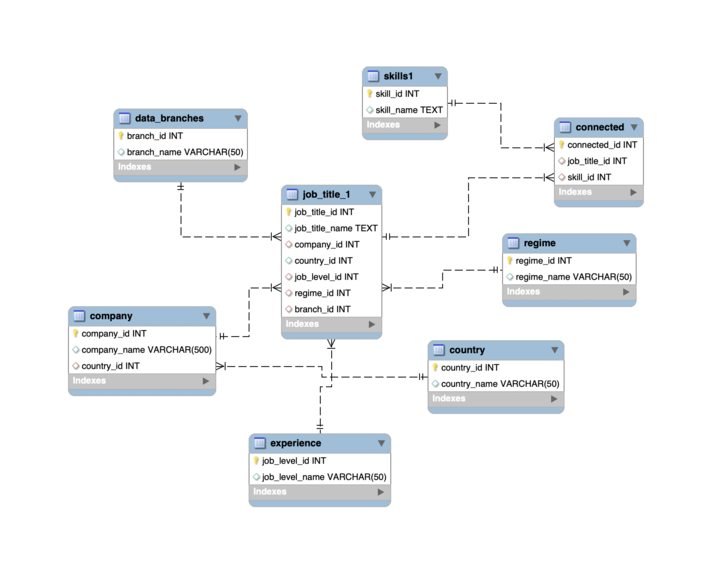 skills1
skill_id INT
skill_name TEXT
Indexes
data_branches
branch_id INT
branch_name VARCHAR(50)
Indexes
connected
connected_id INT
job_title_id INT
skill_id INT
Indexes
job_title_1
job_title_id INT
job_title_name TEXT
company_id INT
country_id INT
job_level_id INT
regime_id INT
branch_id INT
Indexes
regime
regime_id INT
regime_name VARCHAR(50)
Indexes
company
company_id INT
company_name VARCHAR(500)
country_id INT
Indexes
country
country_id INT
country_name VARCHAR(50)
Indexes
experience
job_level_id INT
job_level_name VARCHAR(50)
Indexes